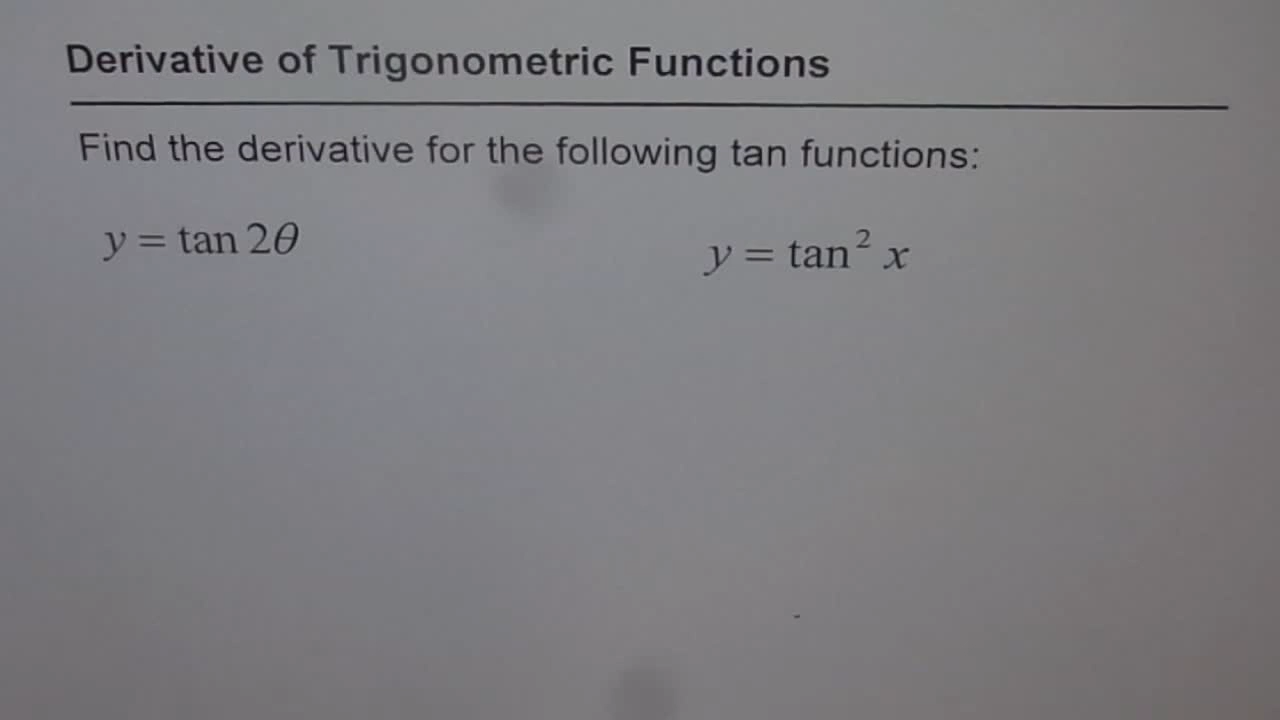 Derivative of Trigonometric Functions
Find the derivative for the following tan functions:
y = tan 2θ
y = tan² x